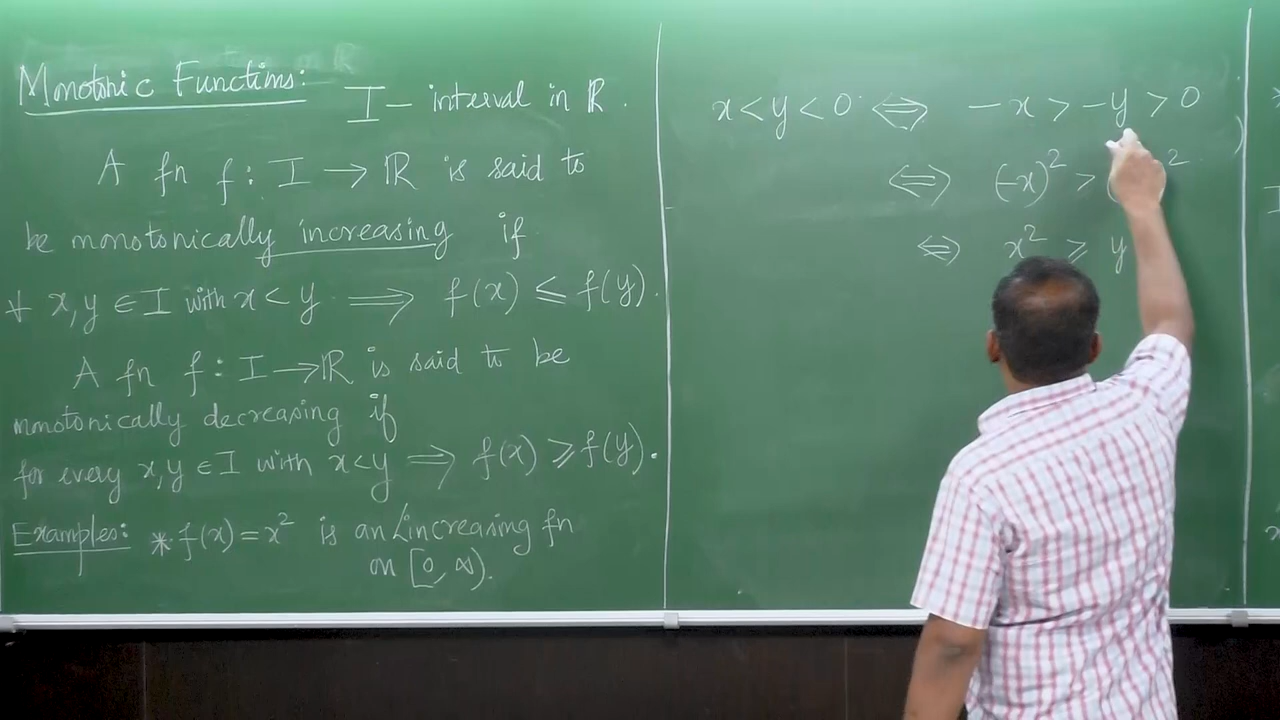 Monotonic Functions:
I – interval in ℝ.
A fn f: I → ℝ is said to
be monotonically increasing if
∀ x, y ∈ I with x < y ⟹ f(x) ≤ f(y).
A fn f: I → ℝ is said to be
monotonically decreasing if
for every x, y ∈ I with x < y ⟹ f(x) ≥ f(y).
Examples: * f(x) = x² is an increasing fn
on [0, ∞).
x < y < 0 ⟺ −x > −y > 0
⟺ (−x)² > ( ²
⟺ x² ≥ y